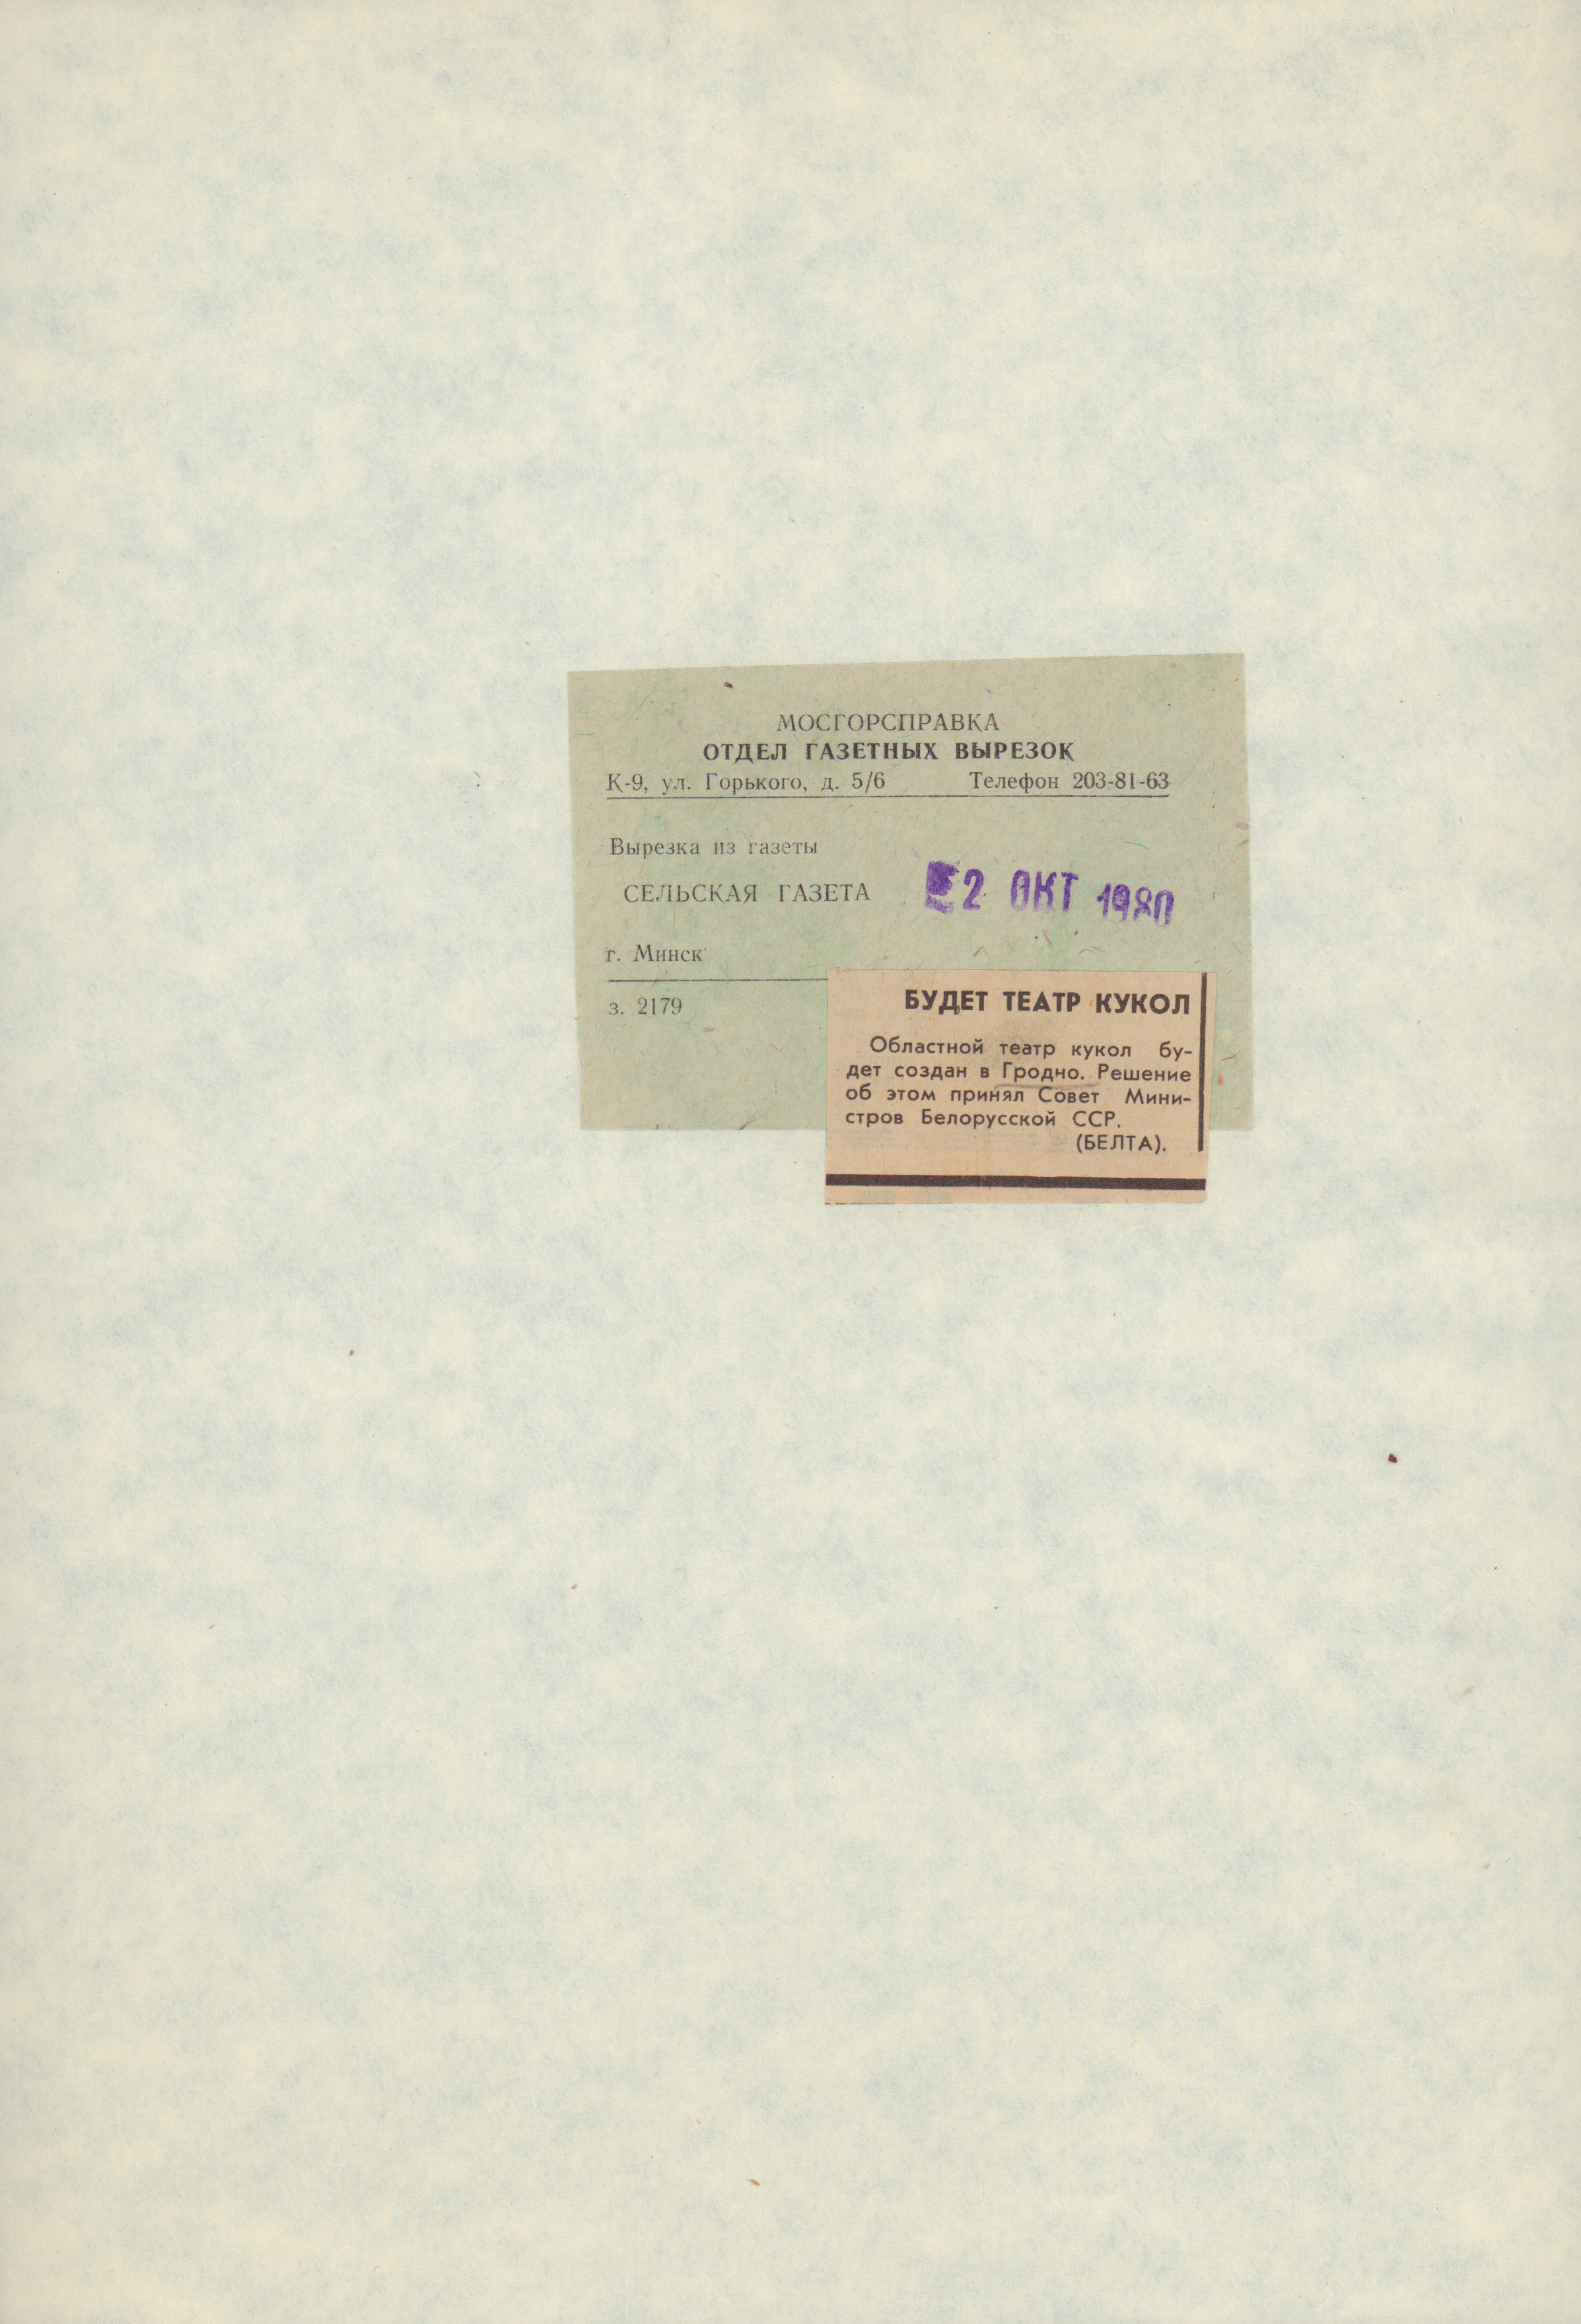 МОСГОРСПРАВКА
ОТДЕЛ ГАЗЕТНЫХ ВЫРЕЗОК
К-9, ул. Горького, д. 5/6 Телефон 203-81-63
Вырезка из газеты
СЕЛЬСКАЯ ГАЗЕТА
2 ОКТ 1980
г. Минск
з. 2179
БУДЕТ ТЕАТР КУКОЛ
Областной театр кукол бу-
дет создан в Гродно. Решение
об этом принял Совет Мини-
стров Белорусской ССР.
(БЕЛТА).